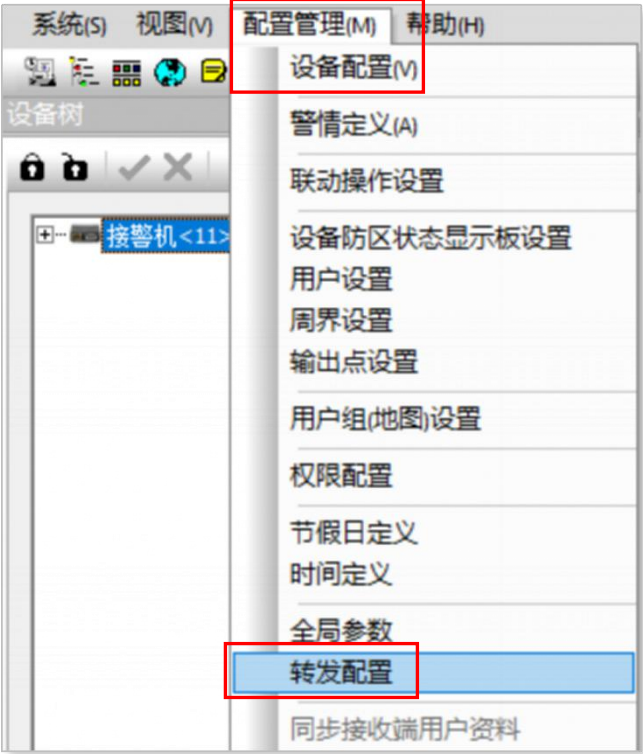 系统(S) 视图(V) 配置管理(M) 帮助(H)
设备树
接警机<11>
设备配置(V)
警情定义(A)
联动操作设置
设备防区状态显示板设置
用户设置
周界设置
输出点设置
用户组(地图)设置
权限配置
节假日定义
时间定义
全局参数
转发配置
同步接收端用户资料